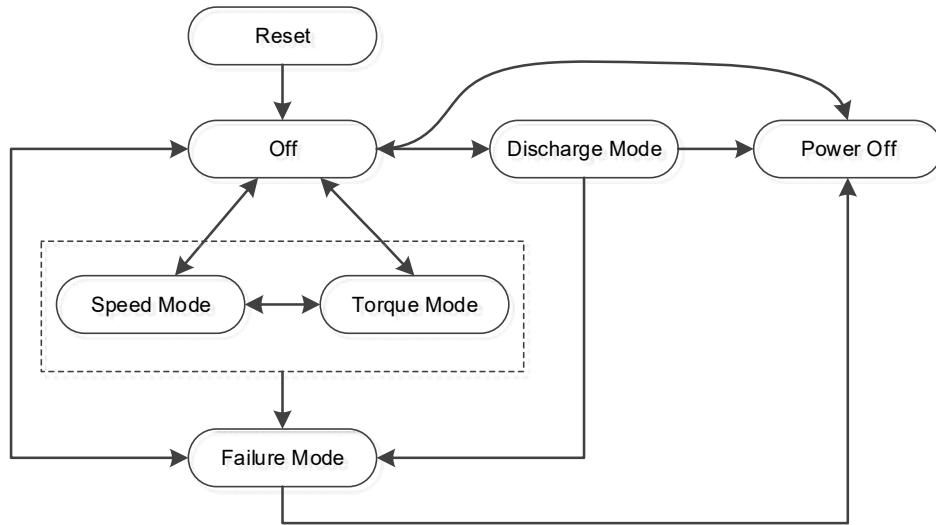 Reset
Off
Discharge Mode
Power Off
Speed Mode
Torque Mode
Failure Mode